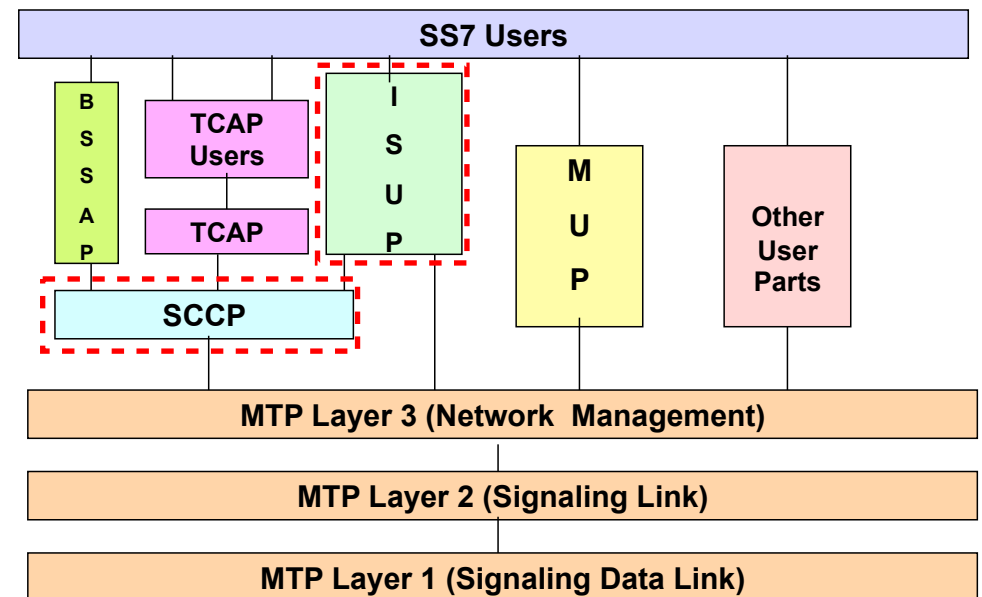 SS7 Users
B
S
S
A
P
TCAP
Users
TCAP
I
S
U
P
SCCP
M
U
P
Other
User
Parts
MTP Layer 3 (Network Management)
MTP Layer 2 (Signaling Link)
MTP Layer 1 (Signaling Data Link)